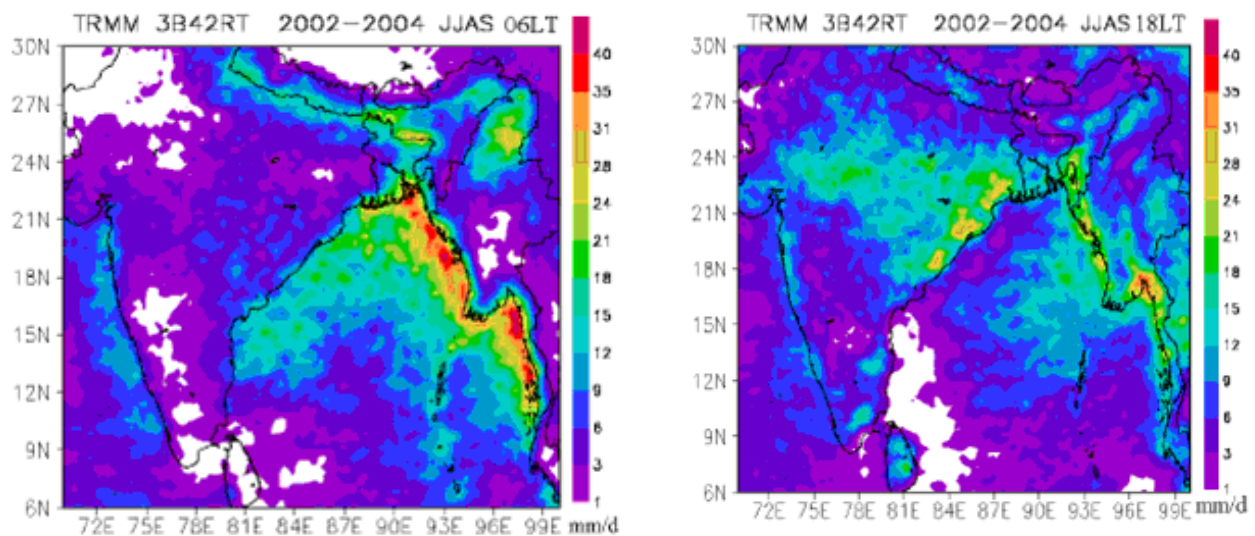 TRMM 3B42RT 2002-2004 JJAS 06LT
30N
27N
24N
21N
18N
15N
12N
9N
6N
72E 75E 78E 81E 84E 87E 90E 93E 96E 99E
40
35
31
28
24
21
18
15
12
9
6
3
1
mm/d
TRMM 3B42RT 2002-2004 JJAS 18LT
30N
27N
24N
21N
18N
15N
12N
9N
6N
72E 75E 78E 81E 84E 87E 90E 93E 96E 99E
40
35
31
28
24
21
18
15
12
9
6
3
1
mm/d